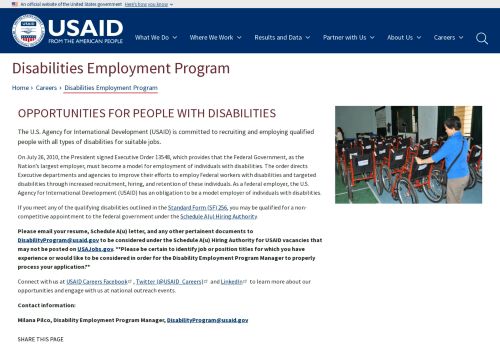 An official website of the United States government Here's how you know
USAID
FROM THE AMERICAN PEOPLE
What We Do
Where We Work
Results and Data
Partner with Us
About Us
Careers
Disabilities Employment Program
Home › Careers › Disabilities Employment Program
OPPORTUNITIES FOR PEOPLE WITH DISABILITIES
The U.S. Agency for International Development (USAID) is committed to recruiting and employing qualified
people with all types of disabilities for suitable jobs.
On July 26, 2010, the President signed Executive Order 13548, which provides that the Federal Government, as the
Nation's largest employer, must become a model for employment of individuals with disabilities. The order directs
Executive departments and agencies to improve their efforts to employ Federal workers with disabilities and targeted
disabilities through increased recruitment, hiring, and retention of these individuals. As a federal employer, the U.S.
Agency for International Development (USAID) has an obligation to be a model employer of individuals with disabilities.
If you meet any of the qualifying disabilities outlined in the Standard Form (SF) 256, you may be qualified for a non-
competitive appointment to the federal government under the Schedule A(u) Hiring Authority.
Please email your resume, Schedule A(u) letter, and any other pertainent documents to
DisabilityProgram@usaid.gov to be considered under the Schedule A(u) Hiring Authority for USAID vacancies that
may not be posted on USAJobs.gov. **Please be certain to identify job or position titles for which you have
experience or would like to be considered in order for the Disability Employment Program Manager to properly
process your application.**
Connect with us at USAID Careers Facebook, Twitter (@USAID_Careers) and LinkedIn to learn more about our
opportunities and engage with us at national outreach events.
Contact information:
Milana Pilco, Disability Employment Program Manager, DisabilityProgram@usaid.gov
SHARE THIS PAGE